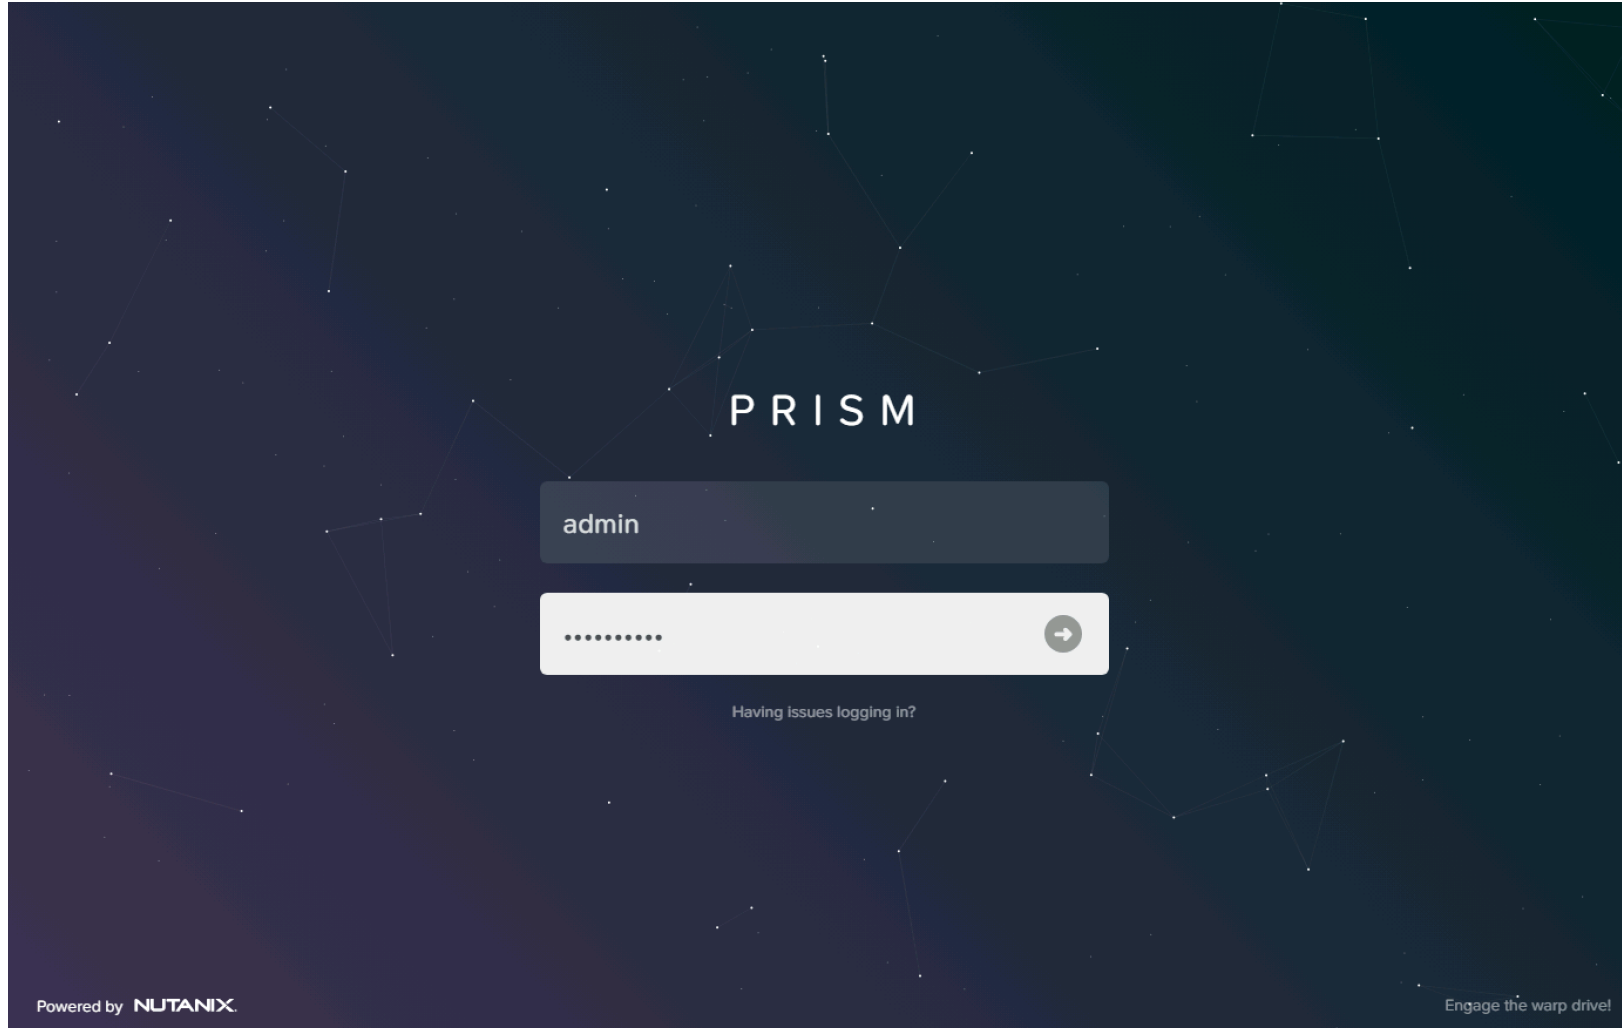 PRISM
admin
••••••••••
Having issues logging in?
Powered by NUTANIX.
Engage the warp drive!